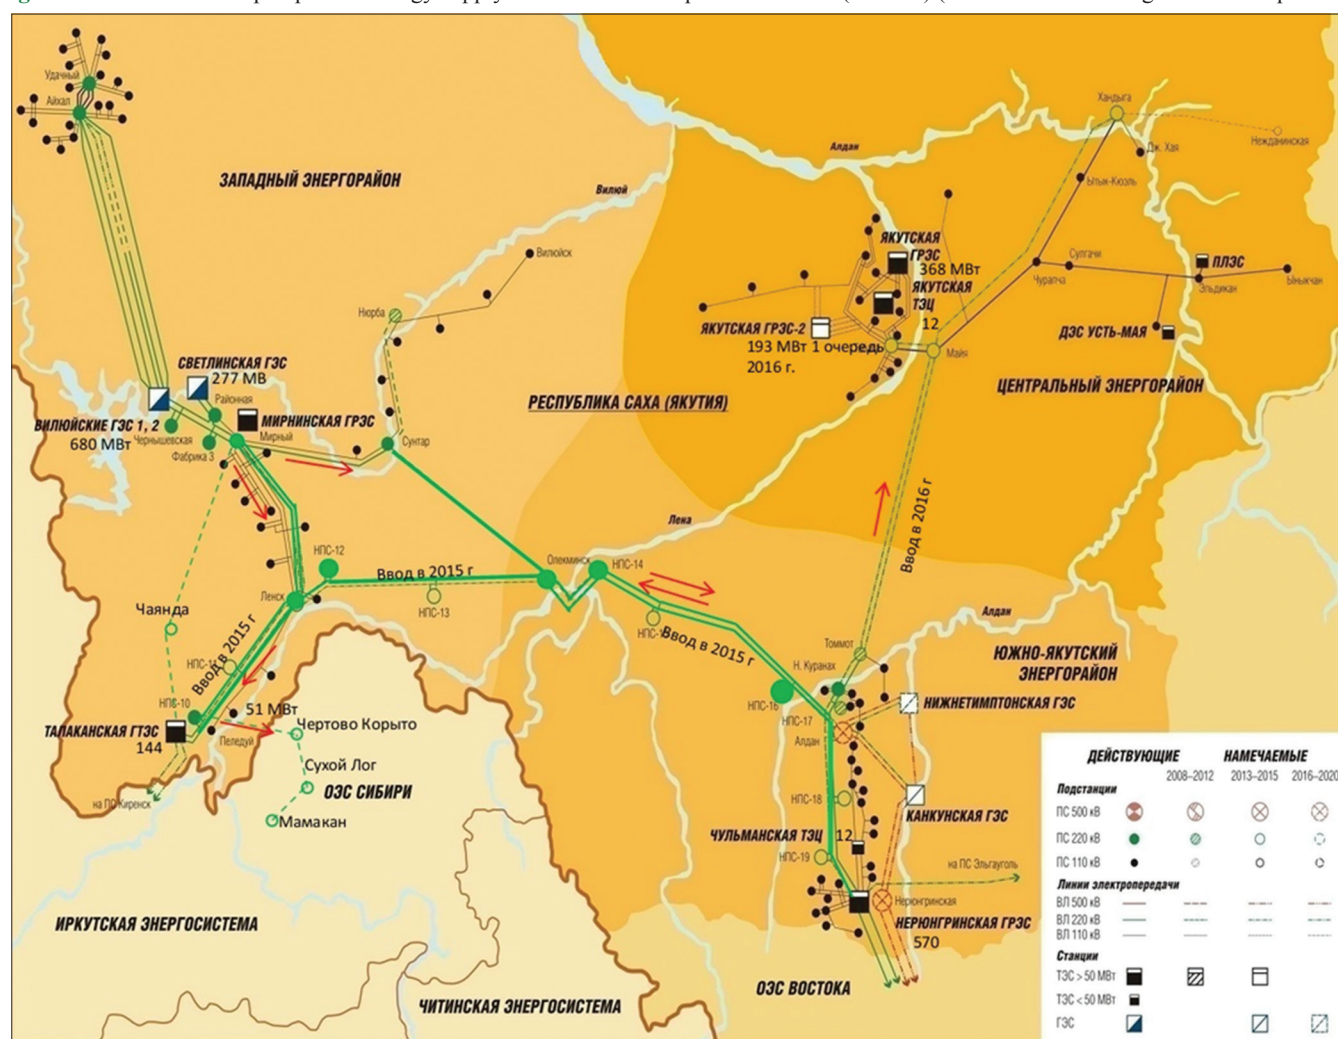 Удачный
Айхал
ЗАПАДНЫЙ ЭНЕРГОРАЙОН
Вилюй
Алдан
Хандыга
Нежданинская
Дж. Хая
Ытык-Кюэль
Вилюйск
Нюрба
ЯКУТСКАЯ
ГРЭС
368 МВт
ЯКУТСКАЯ
ТЭЦ
12
ЯКУТСКАЯ ГРЭС-2
193 МВт 1 очередь
2016 г.
Майя
Чурапча
Сулгачи
ПЛЭС
Эльдикан
Ыныкчан
ДЭС УСТЬ-МАЯ
ЦЕНТРАЛЬНЫЙ ЭНЕРГОРАЙОН
СВЕТЛИНСКАЯ ГЭС
277 МВ
Районная
МИРНИНСКАЯ ГРЭС
ВИЛЮЙСКИЕ ГЭС 1, 2
680 МВт
Чернышевская
Фабрика 3
Мирный
Сунтар
РЕСПУБЛИКА САХА (ЯКУТИЯ)
Лена
Ввод в 2016 г
НПС-12
Ввод в 2015 г
НПС-13
Олекминск
НПС-14
Ленск
Чаянда
Ввод в 2015 г
НПС-10
51 МВт
ТАЛАКАНСКАЯ ГТЭС
144
Пеледуй
на ПС Киренск
Чертово Корыто
Сухой Лог
ОЭС СИБИРИ
Мамакан
Ввод в 2015 г
Алдан
Томмот
Н. Куранах
НПС-16
НПС-17
Алдан
ЮЖНО-ЯКУТСКИЙ
ЭНЕРГОРАЙОН
НИЖНЕТИМПТОНСКАЯ ГЭС
НПС-18
КАНКУНСКАЯ ГЭС
ЧУЛЬМАНСКАЯ ТЭЦ
12
НПС-19
на ПС Эльгауголь
Нерюнгринская
НЕРЮНГРИНСКАЯ ГРЭС
570
ИРКУТСКАЯ ЭНЕРГОСИСТЕМА
ЧИТИНСКАЯ ЭНЕРГОСИСТЕМА
ОЭС ВОСТОКА
ДЕЙСТВУЮЩИЕ НАМЕЧАЕМЫЕ
2008–2012 2013–2015 2016–2020
Подстанции
ПС 500 кВ
ПС 220 кВ
ПС 110 кВ
Линии электропередачи
ВЛ 500 кВ
ВЛ 220 кВ
ВЛ 110 кВ
Станции
ТЭС > 50 МВт
ТЭС < 50 МВт
ГЭС